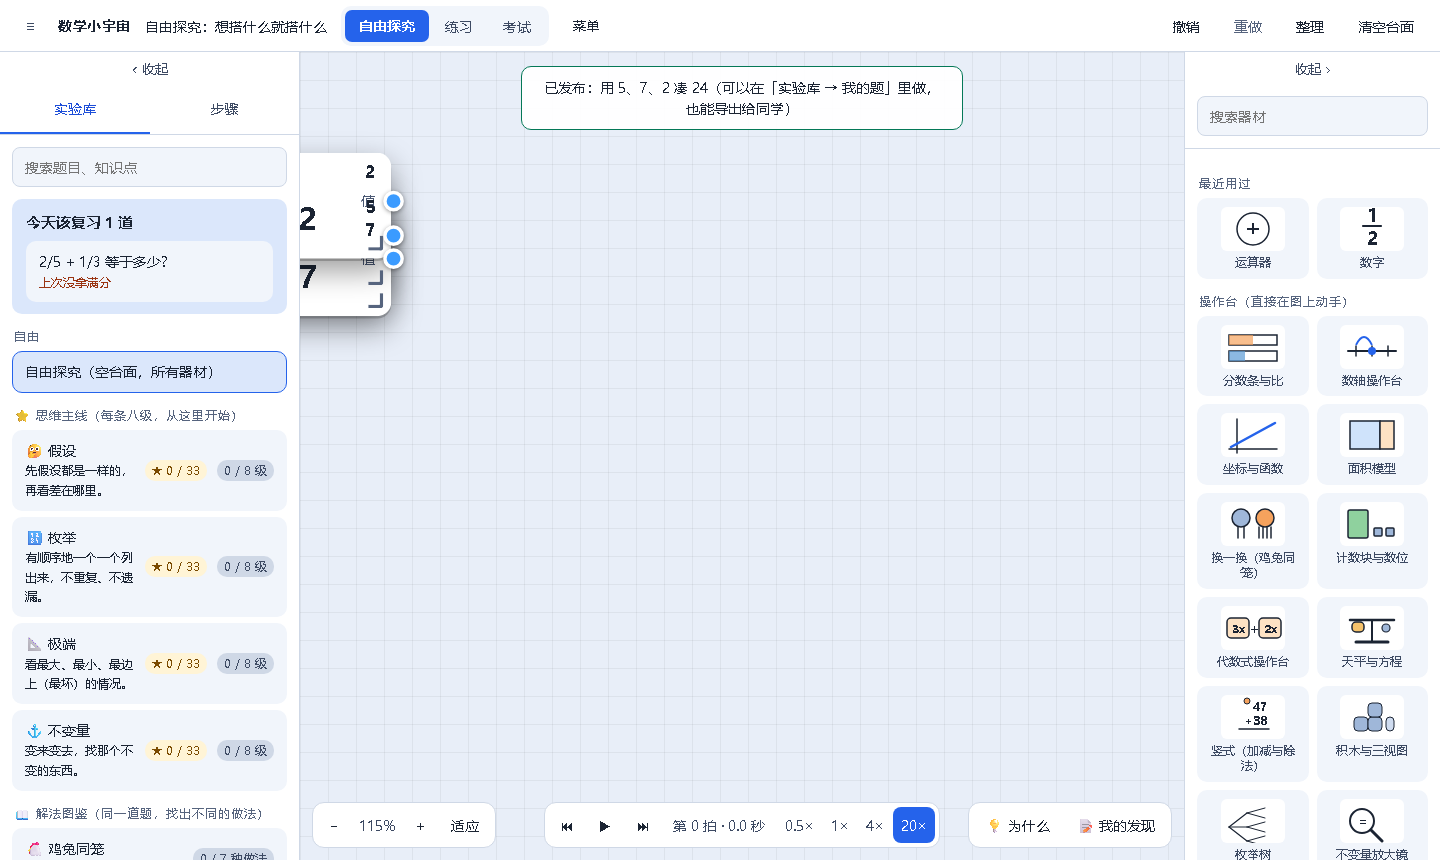 ≡ 数学小宇宙 自由探究：想搭什么就搭什么 自由探究 练习 考试 菜单 撤销 重做 整理 清空台面
‹ 收起
实验库 步骤
搜索题目、知识点
今天该复习 1 道
2/5 + 1/3 等于多少？
上次没拿满分
自由
自由探究（空台面，所有器材）
⭐ 思维主线（每条八级，从这里开始）
🤔 假设
先假设都是一样的，
再看差在哪里。
★ 0 / 33 0 / 8 级
🔢 枚举
有顺序地一个一个列
出来，不重复、不遗
漏。
★ 0 / 33 0 / 8 级
📐 极端
看最大、最小、最边
上（最坏）的情况。
★ 0 / 33 0 / 8 级
⚓ 不变量
变来变去，找那个不
变的东西。
★ 0 / 33 0 / 8 级
📖 解法图鉴（同一道题，找出不同的做法）
🐔 鸡兔同笼
0 / 7 种做法
已发布：用 5、7、2 凑 24（可以在「实验库 → 我的题」里做，
也能导出给同学）
2
值
5
2
7
值
7
− 115% + 适应
⏮ ▶ ⏭ 第 0 拍 · 0.0 秒 0.5× 1× 4× 20×
💡 为什么 📝 我的发现
收起 ›
搜索器材
最近用过
1
2
运算器 数字
操作台（直接在图上动手）
分数条与比 数轴操作台
坐标与函数 面积模型
换一换（鸡兔同
笼）
计数块与数位
3x + 2x
代数式操作台 天平与方程
47
+38
竖式（加减与除
法）
积木与三视图
枚举树 不变量放大镜